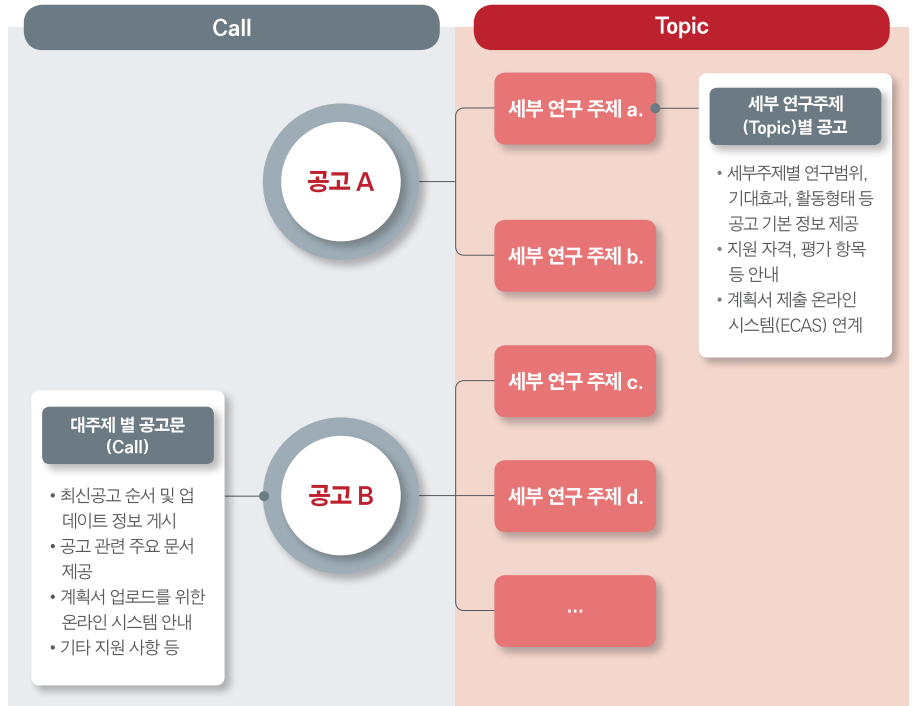 Call
Topic
공고 A
세부 연구 주제 a.
세부 연구 주제 b.
세부 연구주제
(Topic)별 공고
• 세부주제별 연구범위,
기대효과, 활동형태 등
공고 기본 정보 제공
• 지원 자격, 평가 항목
등 안내
• 계획서 제출 온라인
시스템(ECAS) 연계
대주제 별 공고문
(Call)
• 최신공고 순서 및 업
데이트 정보 게시
• 공고 관련 주요 문서
제공
• 계획서 업로드를 위한
온라인 시스템 안내
• 기타 지원 사항 등
공고 B
세부 연구 주제 c.
세부 연구 주제 d.
...